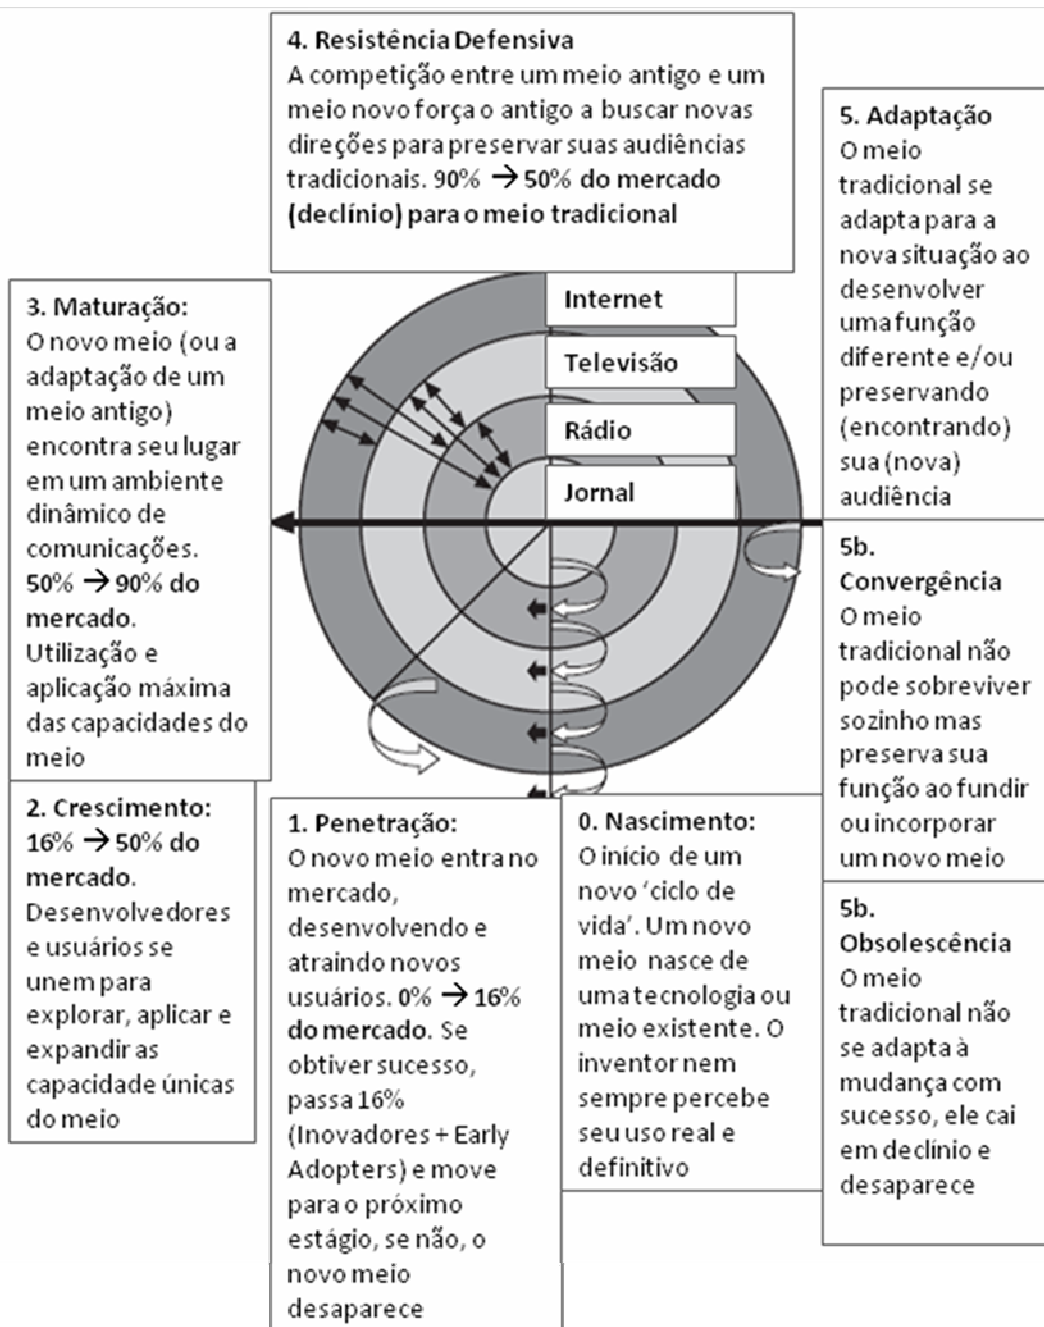 4. Resistência Defensiva
A competição entre um meio antigo e um
meio novo força o antigo a buscar novas
direções para preservar suas audiências
tradicionais. 90% → 50% do mercado
(declínio) para o meio tradicional
5. Adaptação
O meio
tradicional se
adapta para a
nova situação ao
desenvolver
uma função
diferente e/ou
preservando
(encontrando)
sua (nova)
audiência
3. Maturação:
O novo meio (ou a
adaptação de um
meio antigo)
encontra seu lugar
em um ambiente
dinâmico de
comunicações.
50% → 90% do
mercado.
Utilização e
aplicação máxima
das capacidades do
meio
Internet
Televisão
Rádio
Jornal
5b.
Convergência
O meio
tradicional não
pode sobreviver
sozinho mas
preserva sua
função ao fundir
ou incorporar
um novo meio
2. Crescimento:
16% → 50% do
mercado.
Desenvolvedores
e usuários se
unem para
explorar, aplicar e
expandir as
capacidade únicas
do meio
1. Penetração:
O novo meio entra no
mercado,
desenvolvendo e
atraindo novos
usuários. 0% → 16%
do mercado. Se
obtiver sucesso,
passa 16%
(Inovadores + Early
Adopters) e move
para o próximo
estágio, se não, o
novo meio
desaparece
0. Nascimento:
O início de um
novo ‘ciclo de
vida’. Um novo
meio nasce de
uma tecnologia ou
meio existente. O
inventor nem
sempre percebe
seu uso real e
definitivo
5b.
Obsolescência
O meio
tradicional não
se adapta à
mudança com
sucesso, ele cai
em declínio e
desaparece